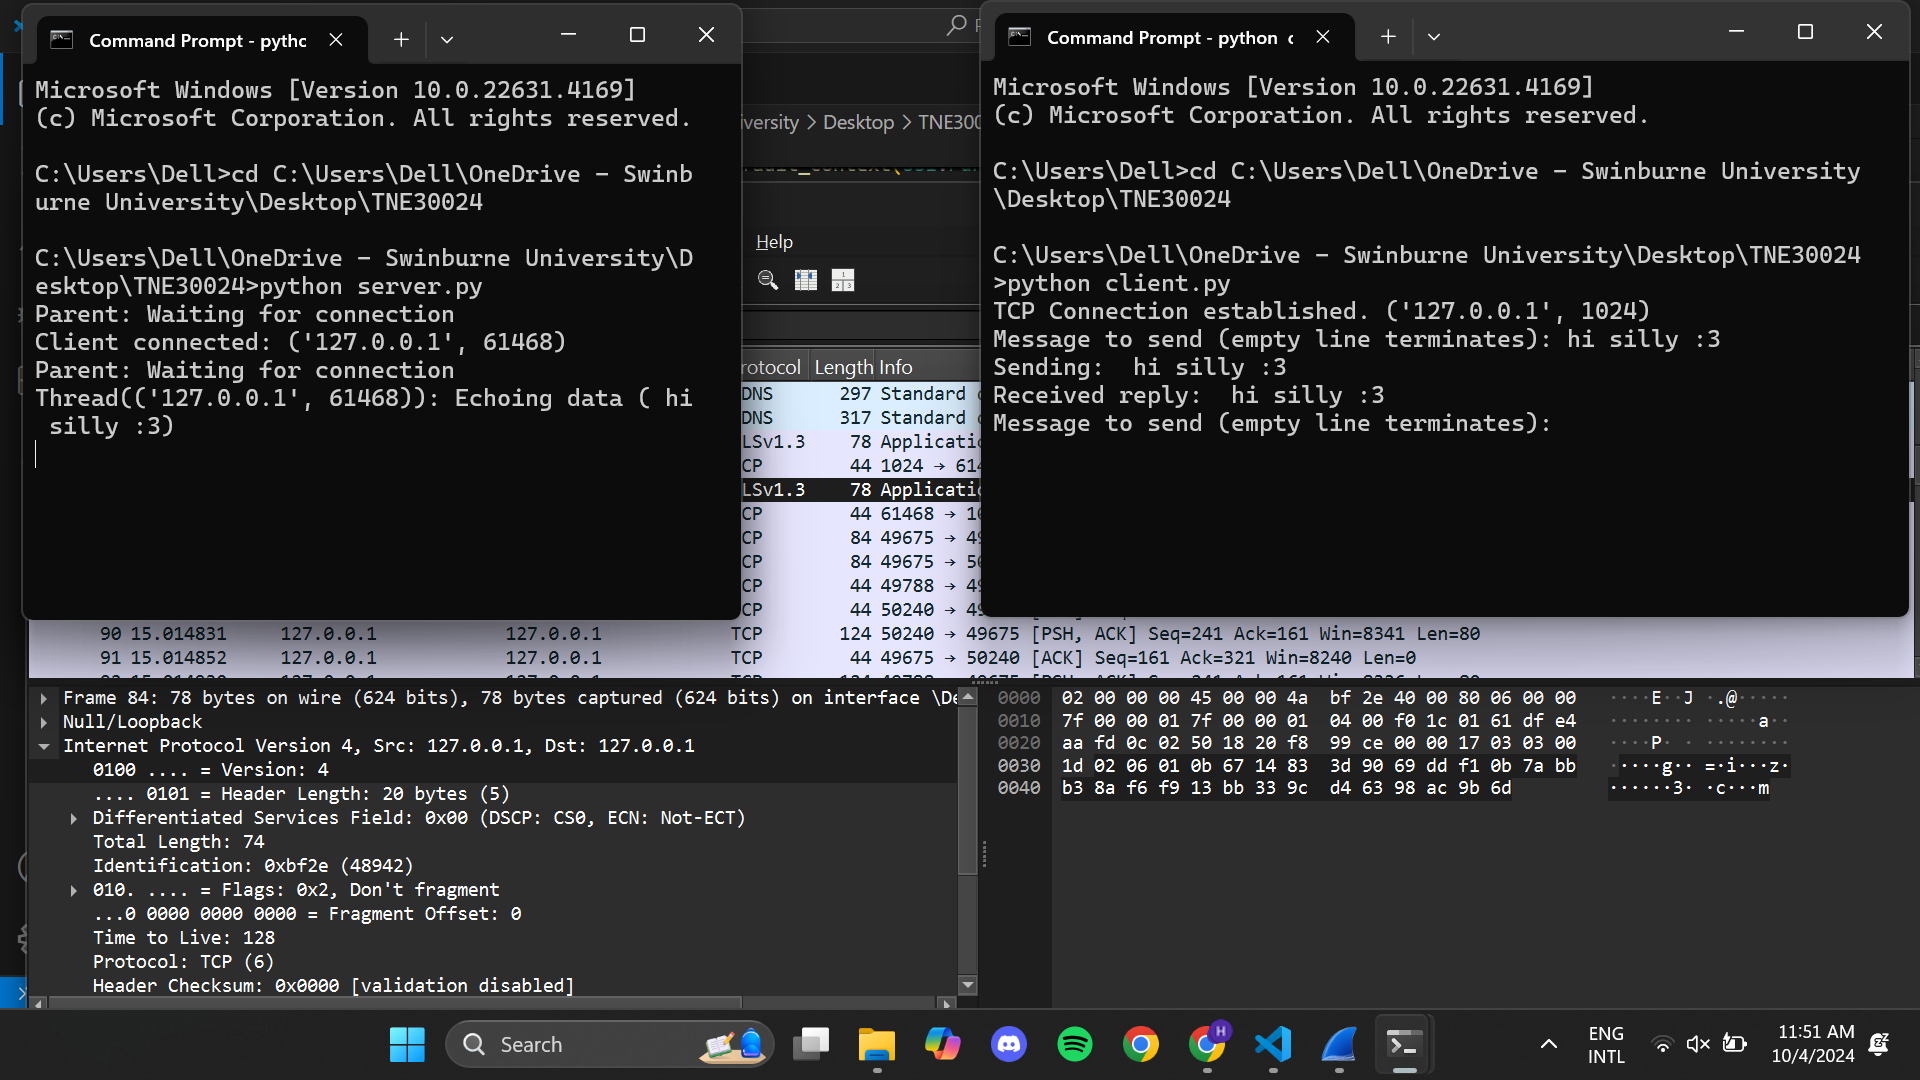 Command Prompt - pythc
Microsoft Windows [Version 10.0.22631.4169]
(c) Microsoft Corporation. All rights reserved.
C:\Users\Dell>cd C:\Users\Dell\OneDrive - Swinb
urne University\Desktop\TNE30024
C:\Users\Dell\OneDrive - Swinburne University\D
esktop\TNE30024>python server.py
Parent: Waiting for connection
Client connected: ('127.0.0.1', 61468)
Parent: Waiting for connection
Thread(('127.0.0.1', 61468)): Echoing data ( hi
silly :3)
Command Prompt - python c
Microsoft Windows [Version 10.0.22631.4169]
(c) Microsoft Corporation. All rights reserved.
C:\Users\Dell>cd C:\Users\Dell\OneDrive - Swinburne University
\Desktop\TNE30024
C:\Users\Dell\OneDrive - Swinburne University\Desktop\TNE30024
>python client.py
TCP Connection established. ('127.0.0.1', 1024)
Message to send (empty line terminates): hi silly :3
Sending:  hi silly :3
Received reply:  hi silly :3
Message to send (empty line terminates):
iversity > Desktop > TNE300
Help
rotocol Length Info
DNS 297 Standard
DNS 317 Standard
LSv1.3 78 Applicati
CP 44 1024 → 614
LSv1.3 78 Applicati
CP 44 61468 → 10
CP 84 49675 → 49
CP 84 49675 → 50
CP 44 49788 → 49
CP 44 50240 → 49
90 15.014831 127.0.0.1 127.0.0.1 TCP 124 50240 → 49675 [PSH, ACK] Seq=241 Ack=161 Win=8341 Len=80
91 15.014852 127.0.0.1 127.0.0.1 TCP 44 49675 → 50240 [ACK] Seq=161 Ack=321 Win=8240 Len=0
Frame 84: 78 bytes on wire (624 bits), 78 bytes captured (624 bits) on interface \De
Null/Loopback
Internet Protocol Version 4, Src: 127.0.0.1, Dst: 127.0.0.1
0100 .... = Version: 4
.... 0101 = Header Length: 20 bytes (5)
Differentiated Services Field: 0x00 (DSCP: CS0, ECN: Not-ECT)
Total Length: 74
Identification: 0xbf2e (48942)
010. .... = Flags: 0x2, Don't fragment
...0 0000 0000 0000 = Fragment Offset: 0
Time to Live: 128
Protocol: TCP (6)
Header Checksum: 0x0000 [validation disabled]
0000 02 00 00 00 45 00 00 4a bf 2e 40 00 80 06 00 00 ····E··J ·.@·····
0010 7f 00 00 01 7f 00 00 01 04 00 f0 1c 01 61 df e4 ········ ·····a··
0020 aa fd 0c 02 50 18 20 f8 99 ce 00 00 17 03 03 00 ····P· · ········
0030 1d 02 06 01 0b 67 14 83 3d 90 69 dd f1 0b 7a bb ·····g·· =·i···z·
0040 b3 8a f6 f9 13 bb 33 9c d4 63 98 ac 9b 6d ······3· ·c···m
Search
H
ENG
INTL
11:51 AM
10/4/2024